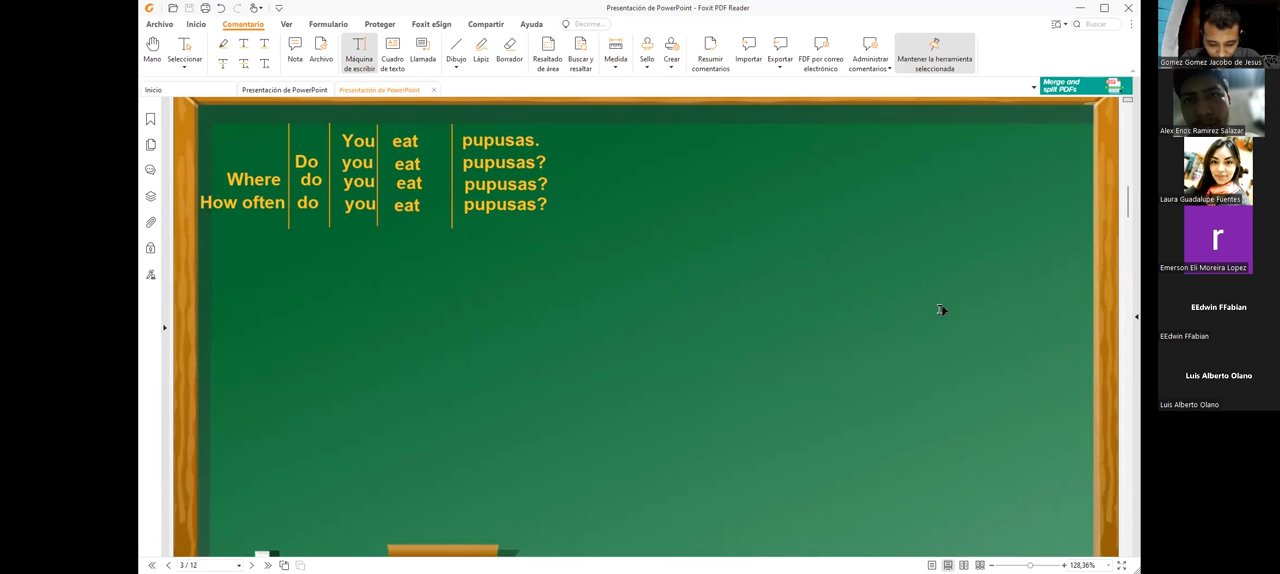 Presentación de PowerPoint - Foxit PDF Reader
Archivo Inicio Comentario Ver Formulario Proteger Foxit eSign Compartir Ayuda Decirme... Buscar
Mano Seleccionar Nota Archivo Máquina de escribir Cuadro de texto Llamada Dibujo Lápiz Borrador Resaltado de área Buscar y resaltar Medida Sello Crear Resumir comentarios Importar Exportar FDF por correo electrónico Administrar comentarios Mantener la herramienta seleccionada
Inicio Presentación de PowerPoint Presentación de PowerPoint Merge and split PDFs
You eat pupusas.
Do you eat pupusas?
Where do you eat pupusas?
How often do you eat pupusas?
3 / 12 128,36%
Gomez Gomez Jacobo de Jesus
Alex Enoc Ramirez Salazar
Laura Guadalupe Fuentes
r
Emerson Eli Moreira Lopez
EEdwin FFabian
EEdwin FFabian
Luis Alberto Olano
Luis Alberto Olano